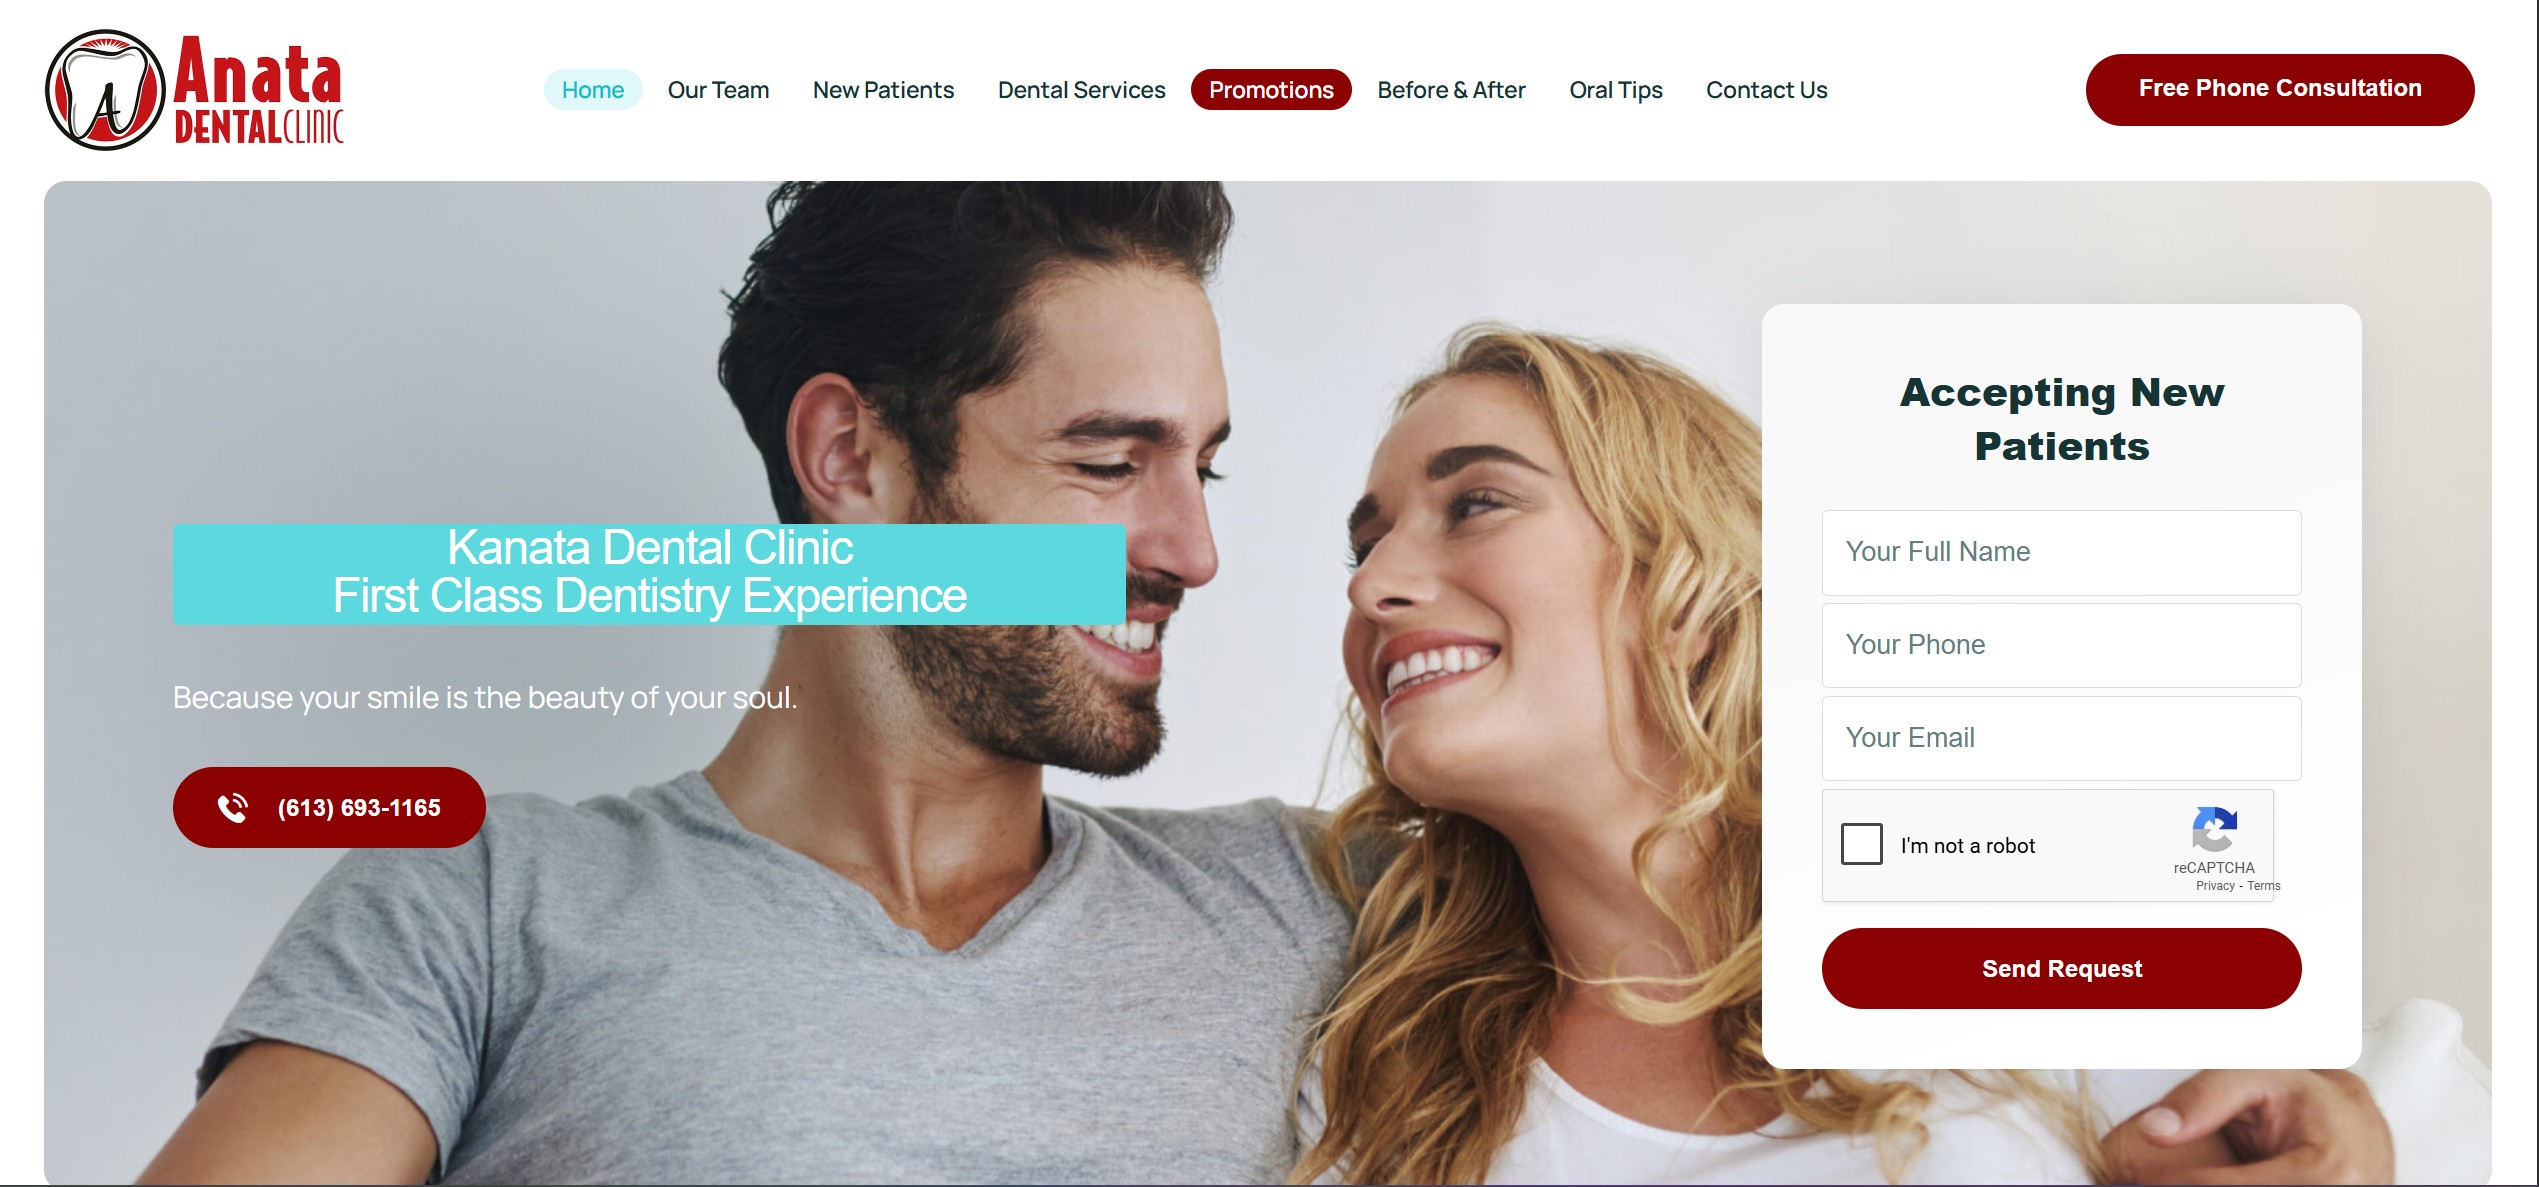 Anata
DENTALCLINIC
A
Home
Our Team
New Patients
Dental Services
Promotions
Before & After
Oral Tips
Contact Us
Free Phone Consultation
Kanata Dental Clinic
First Class Dentistry Experience
Because your smile is the beauty of your soul.
(613) 693-1165
Accepting New
Patients
Your Full Name
Your Phone
Your Email
I'm not a robot
reCAPTCHA
Privacy - Terms
Send Request